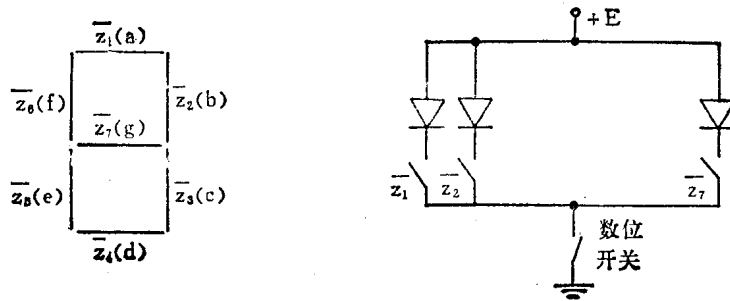 z̅₁(a)
z̅₆(f)
z̅₂(b)
z̅₇(g)
z̅₅(e)
z̅₃(c)
z̅₄(d)
+E
z̅₁
z̅₂
z̅₇
数位
开关